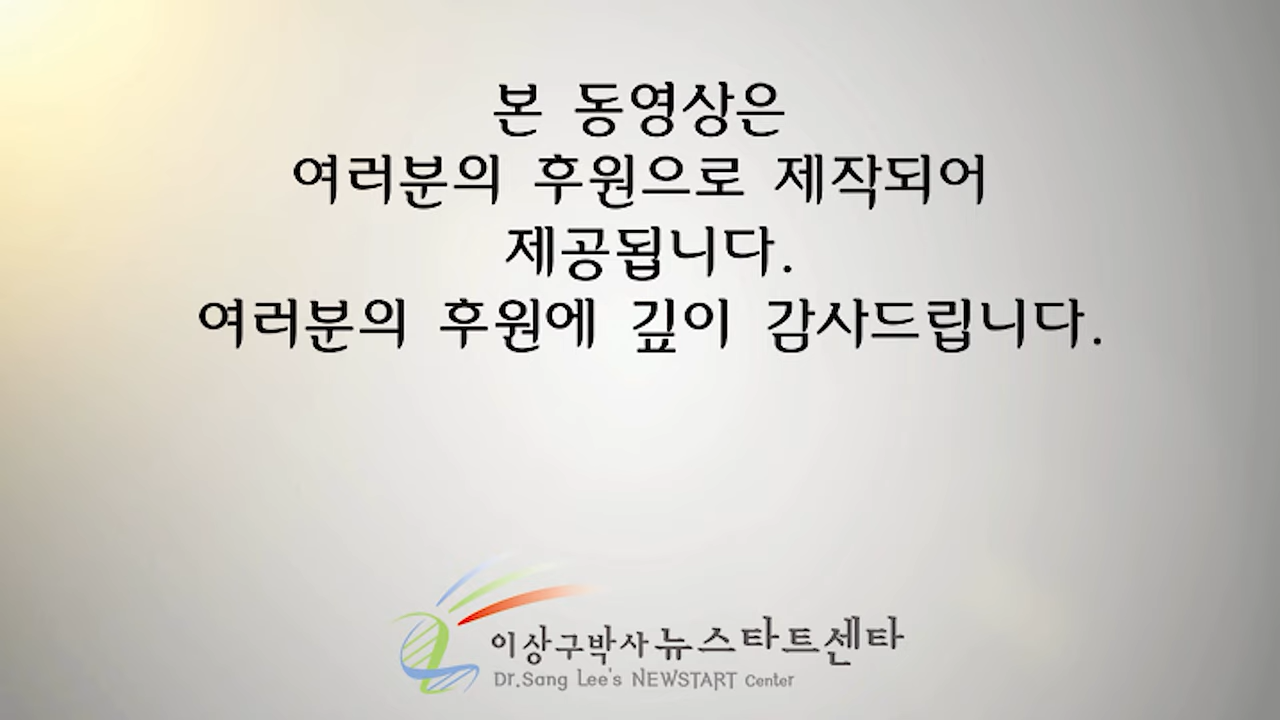 본 동영상은
여러분의 후원으로 제작되어
제공됩니다.
여러분의 후원에 깊이 감사드립니다.
이상구박사 뉴스타트센타
Dr.Sang Lee's NEWSTART Center